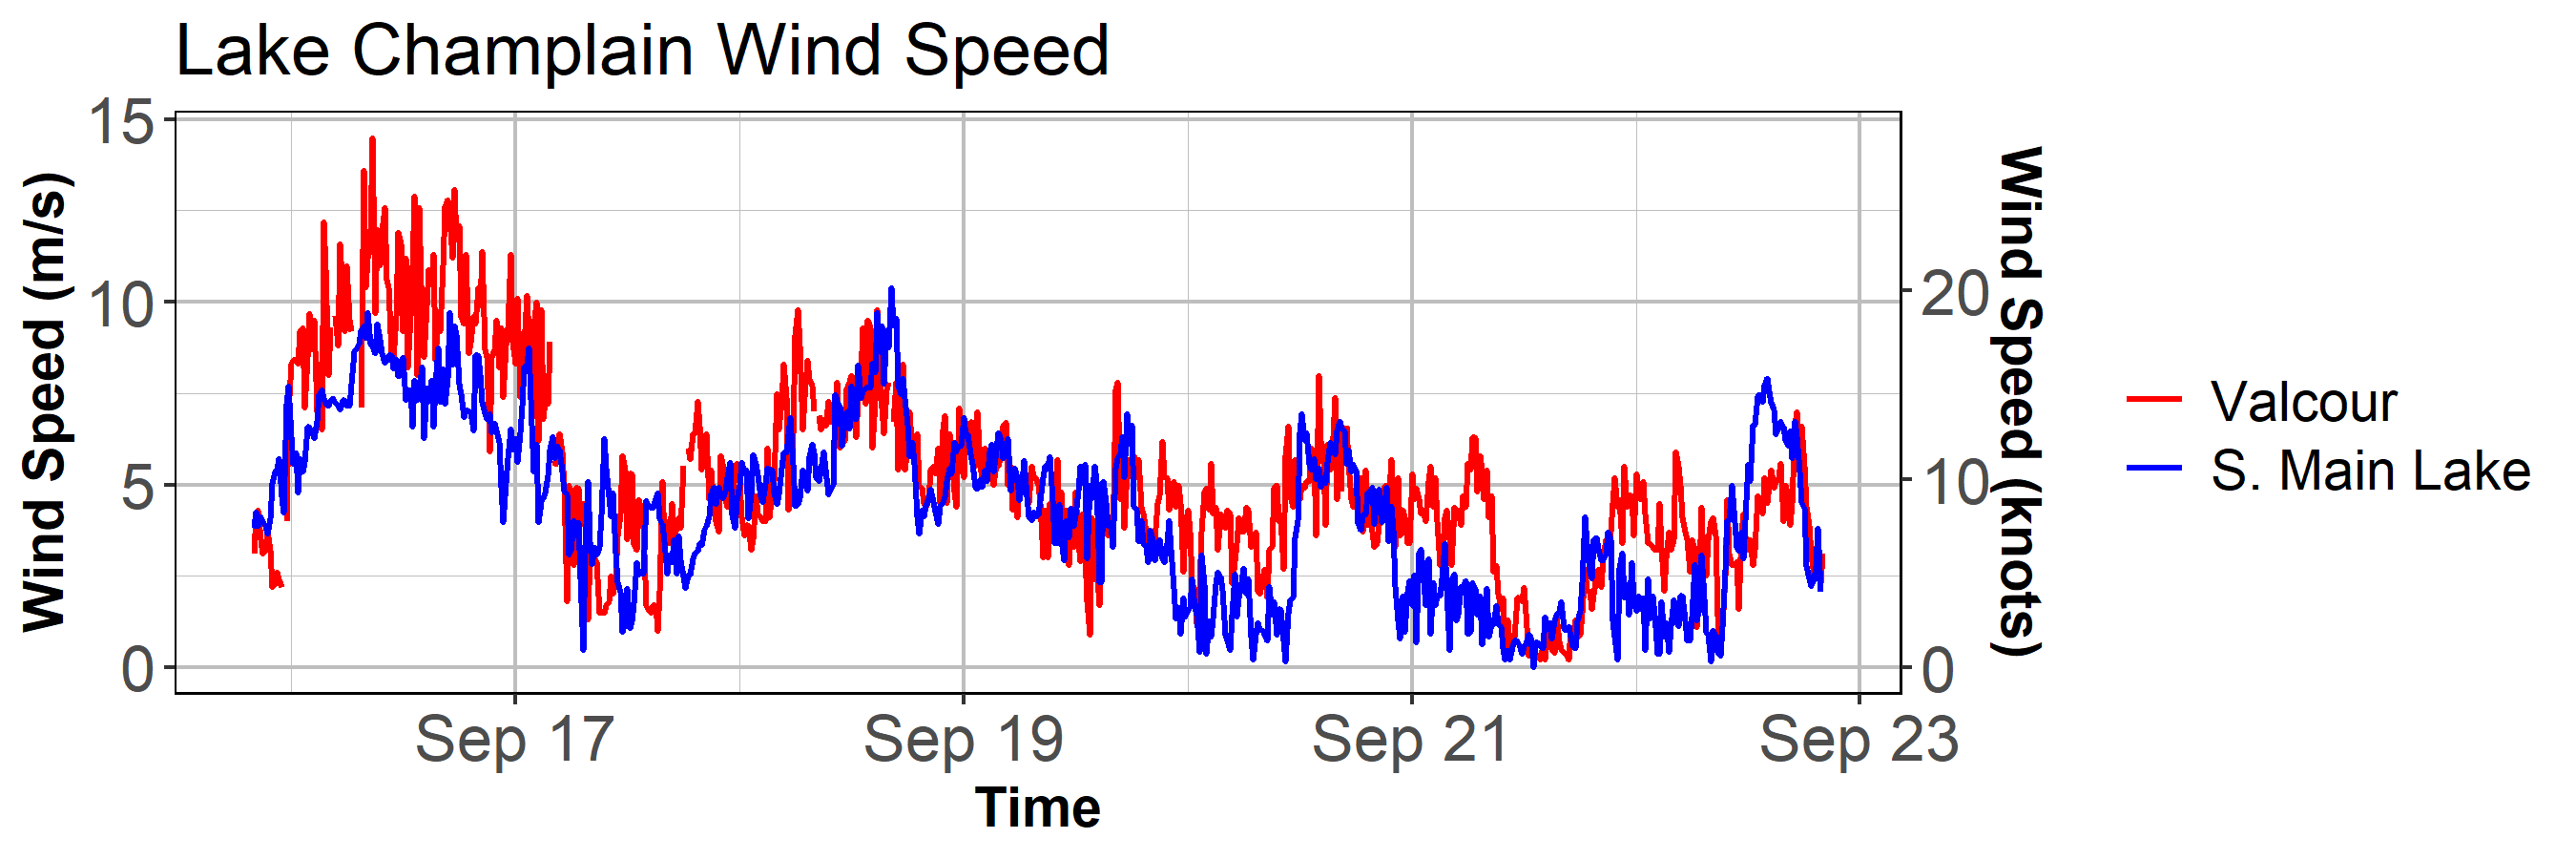 Lake Champlain Wind Speed
Wind Speed (m/s)
15
10
5
0
Sep 17
Sep 19
Sep 21
Sep 23
Time
20
10
0
Wind Speed (knots)
Valcour
S. Main Lake